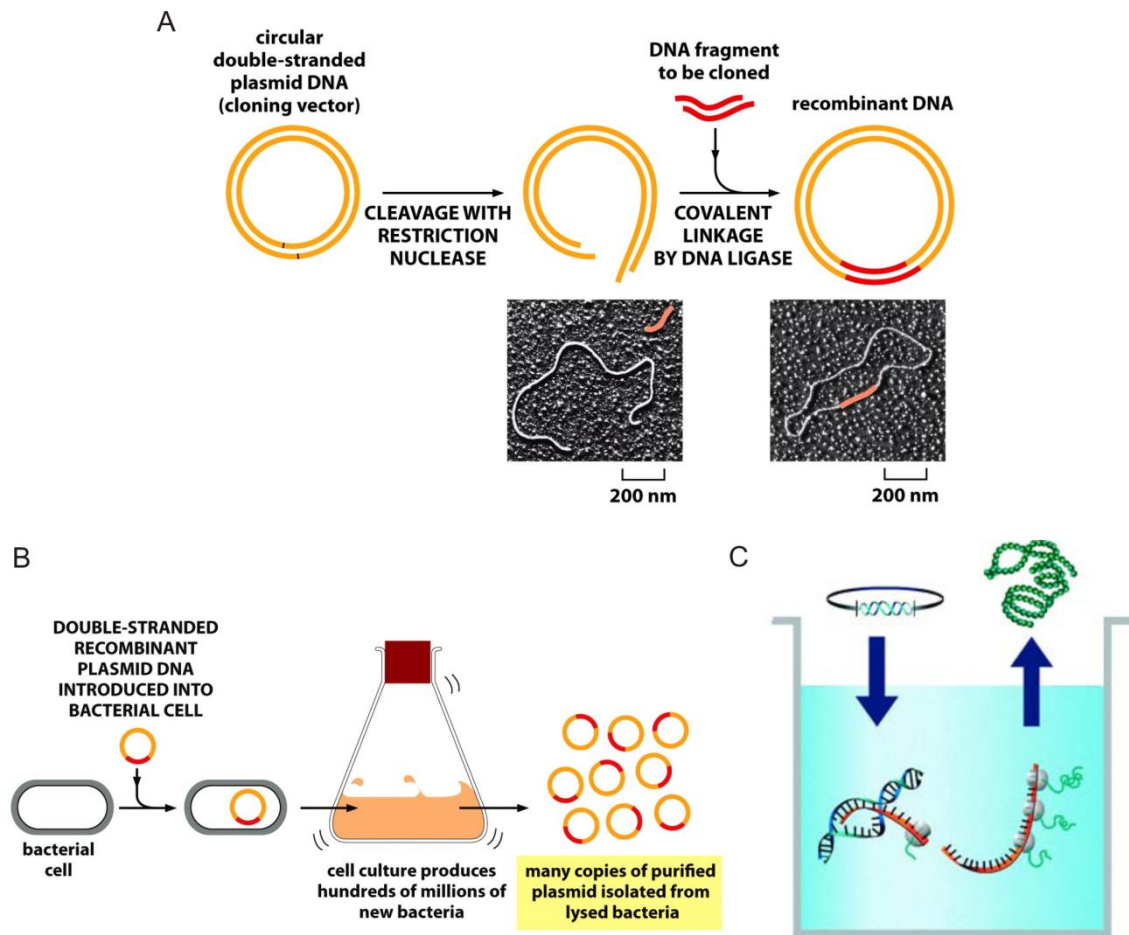 A
circular
double-stranded
plasmid DNA
(cloning vector)
CLEAVAGE WITH
RESTRICTION
NUCLEASE
DNA fragment
to be cloned
COVALENT
LINKAGE
BY DNA LIGASE
recombinant DNA
200 nm
200 nm
B
DOUBLE-STRANDED
RECOMBINANT
PLASMID DNA
INTRODUCED INTO
BACTERIAL CELL
bacterial
cell
cell culture produces
hundreds of millions of
new bacteria
many copies of purified
plasmid isolated from
lysed bacteria
C